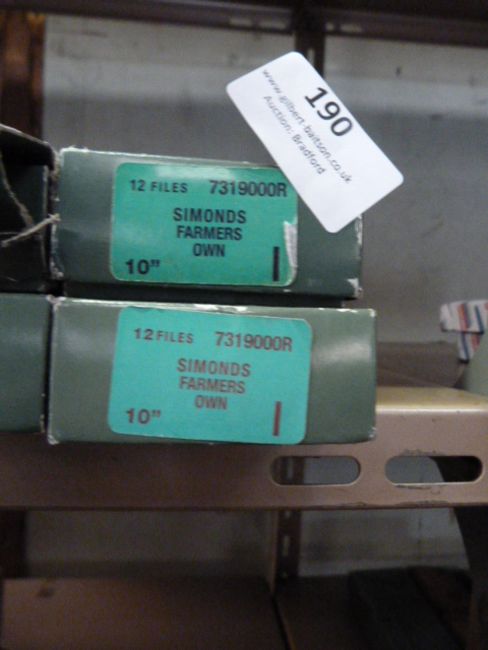 190
www.gilbert-baitson.co.uk
Auction: Bradford
12 FILES 7319000R
SIMONDS
FARMERS
OWN
10"
12 FILES 7319000R
SIMONDS
FARMERS
OWN
10"